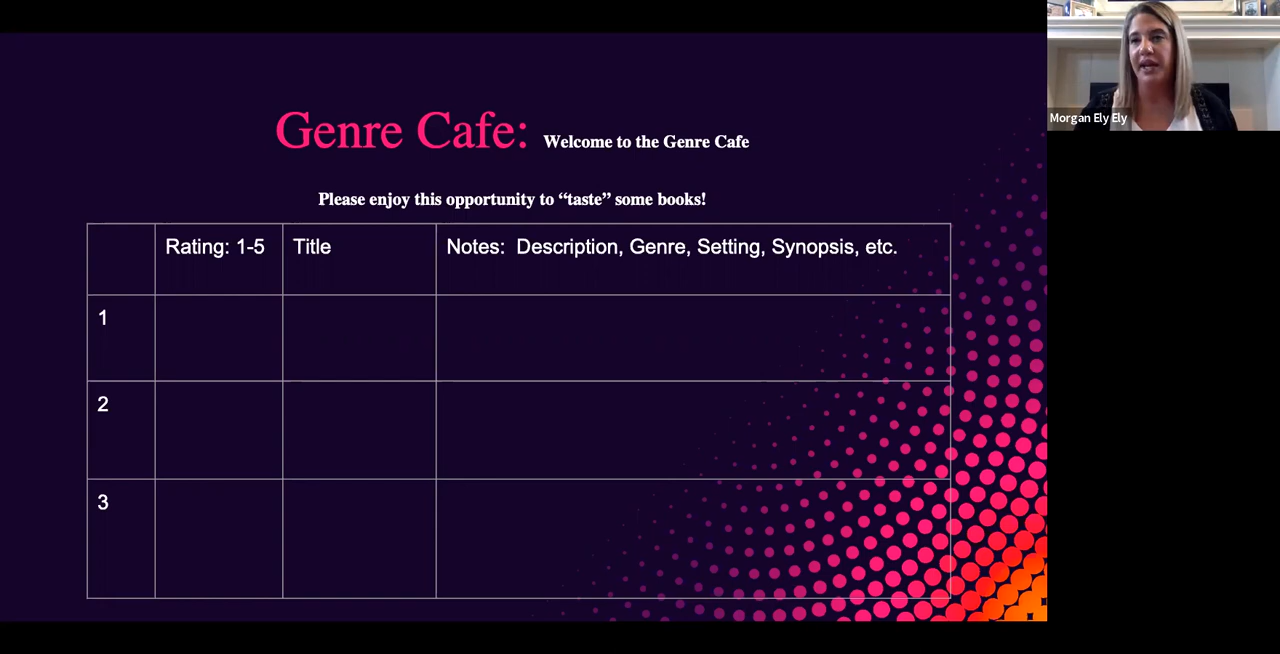 Genre Cafe: Welcome to the Genre Cafe
Please enjoy this opportunity to “taste” some books!
Rating: 1-5
Title
Notes:  Description, Genre, Setting, Synopsis, etc.
1
2
3
Morgan Ely Ely